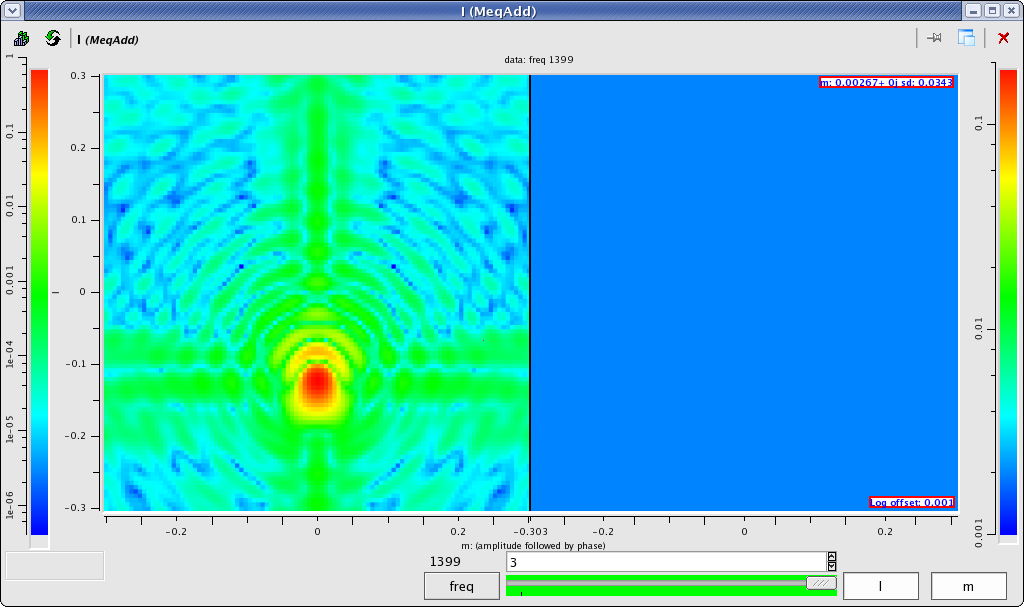 I (MeqAdd)
I (MeqAdd)
data: freq 1399
1
0.1
0.01
0.001
1e-04
1e-05
1e-06
0.3
0.2
0.1
0
-0.1
-0.2
-0.3
m: 0.00267+ 0j sd: 0.0343
Log offset: 0.001
0.1
0.01
0.001
-0.2
0
0.2
-0.303
-0.2
0
0.2
m: (amplitude followed by phase)
1399
3
freq
l
m